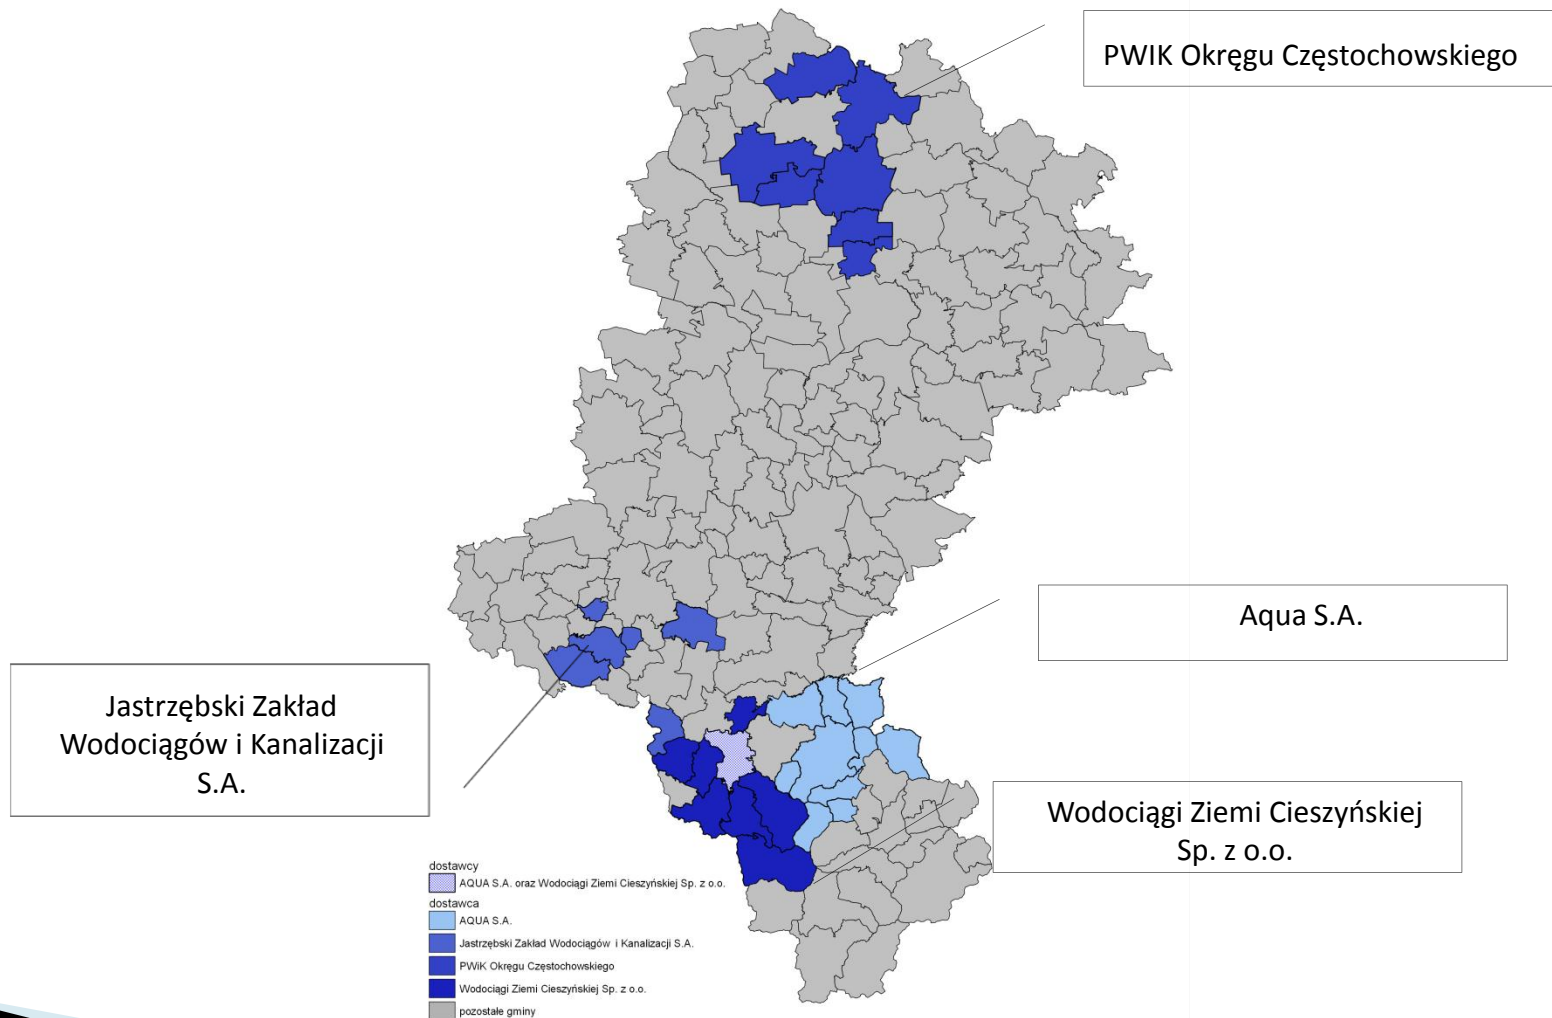 PWIK Okręgu Częstochowskiego
Aqua S.A.
Jastrzębski Zakład
Wodociągów i Kanalizacji
S.A.
Wodociągi Ziemi Cieszyńskiej
Sp. z o.o.
dostawcy
AQUA S.A. oraz Wodociągi Ziemi Cieszyńskiej Sp. z o.o.
dostawca
AQUA S.A.
Jastrzębski Zakład Wodociągów i Kanalizacji S.A.
PWiK Okręgu Częstochowskiego
Wodociągi Ziemi Cieszyńskiej Sp. z o.o.
pozostałe gminy